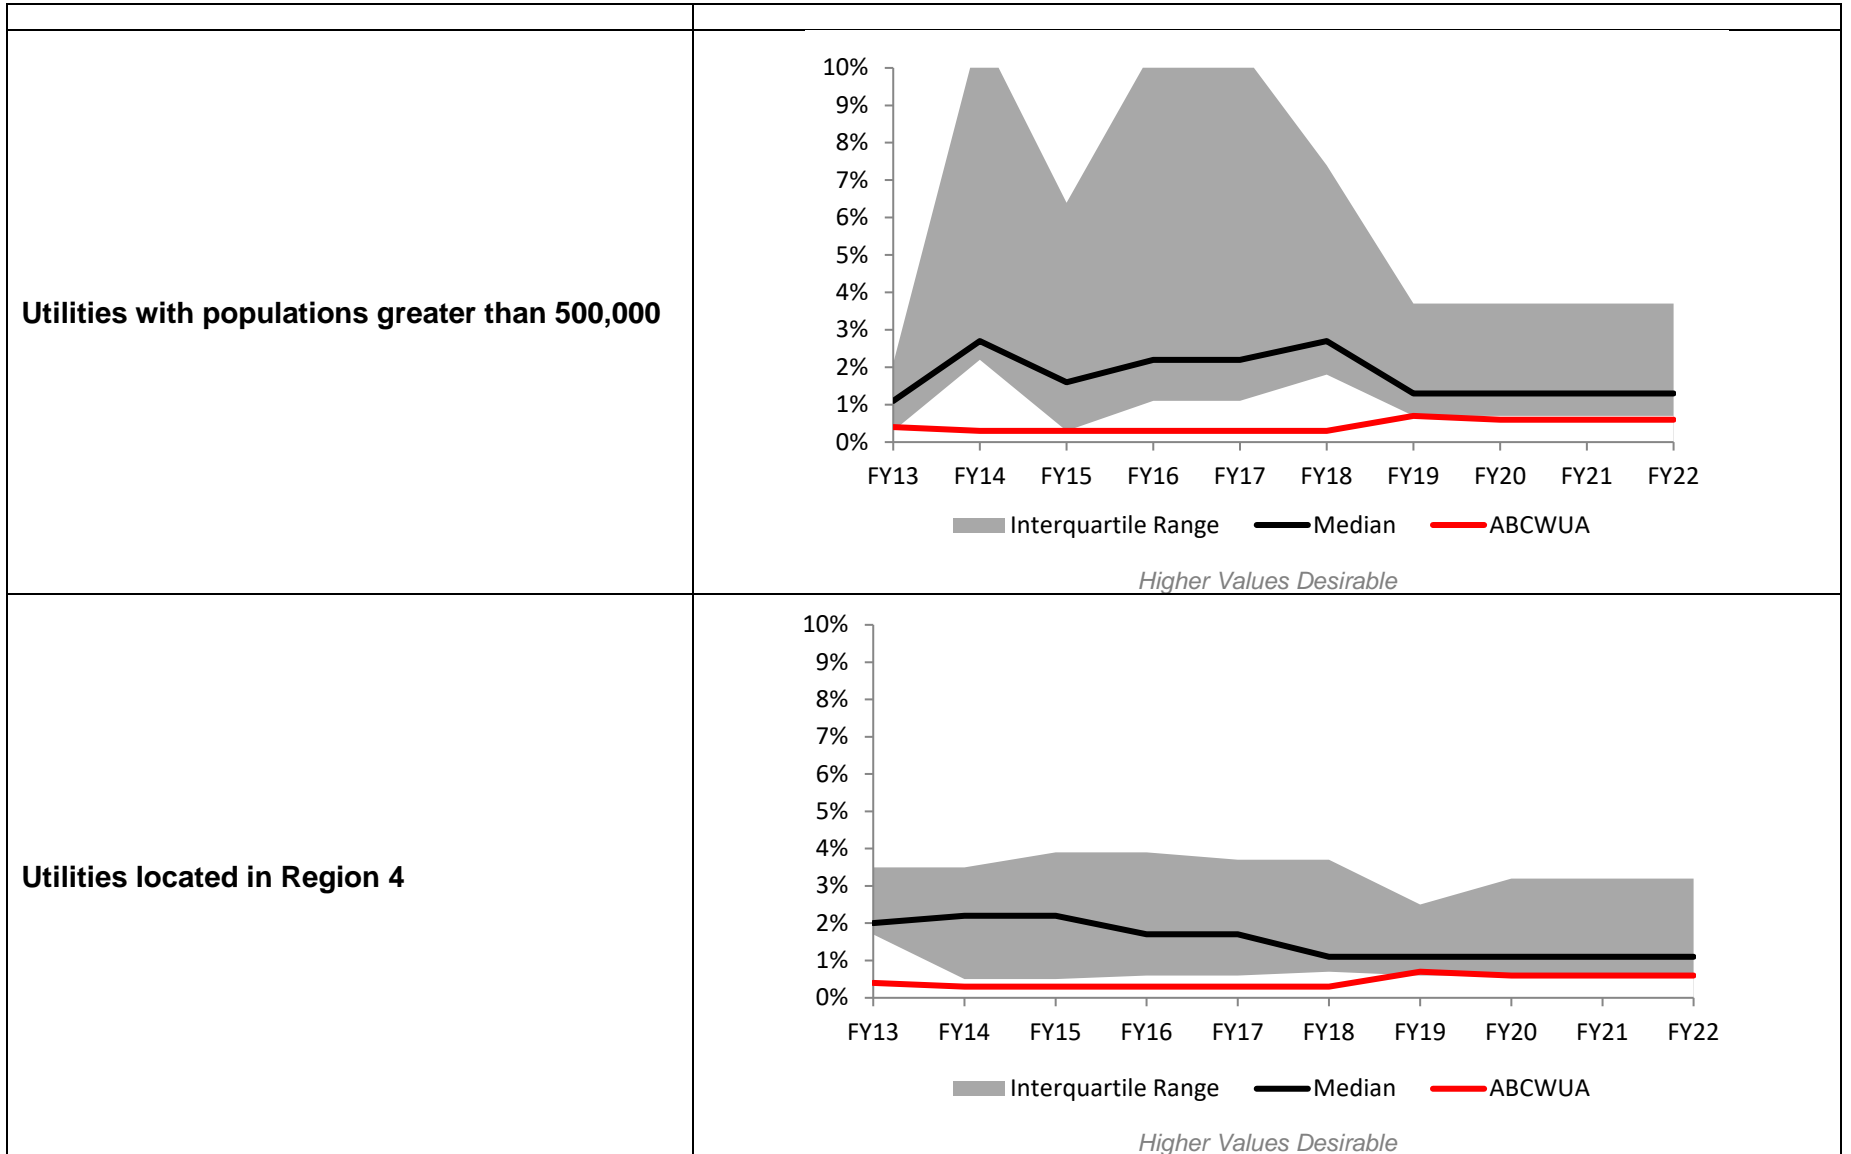 Utilities with populations greater than 500,000
10%
9%
8%
7%
6%
5%
4%
3%
2%
1%
0%
FY13 FY14 FY15 FY16 FY17 FY18 FY19 FY20 FY21 FY22
Interquartile Range Median ABCWUA
Higher Values Desirable
Utilities located in Region 4
10%
9%
8%
7%
6%
5%
4%
3%
2%
1%
0%
FY13 FY14 FY15 FY16 FY17 FY18 FY19 FY20 FY21 FY22
Interquartile Range Median ABCWUA
Higher Values Desirable